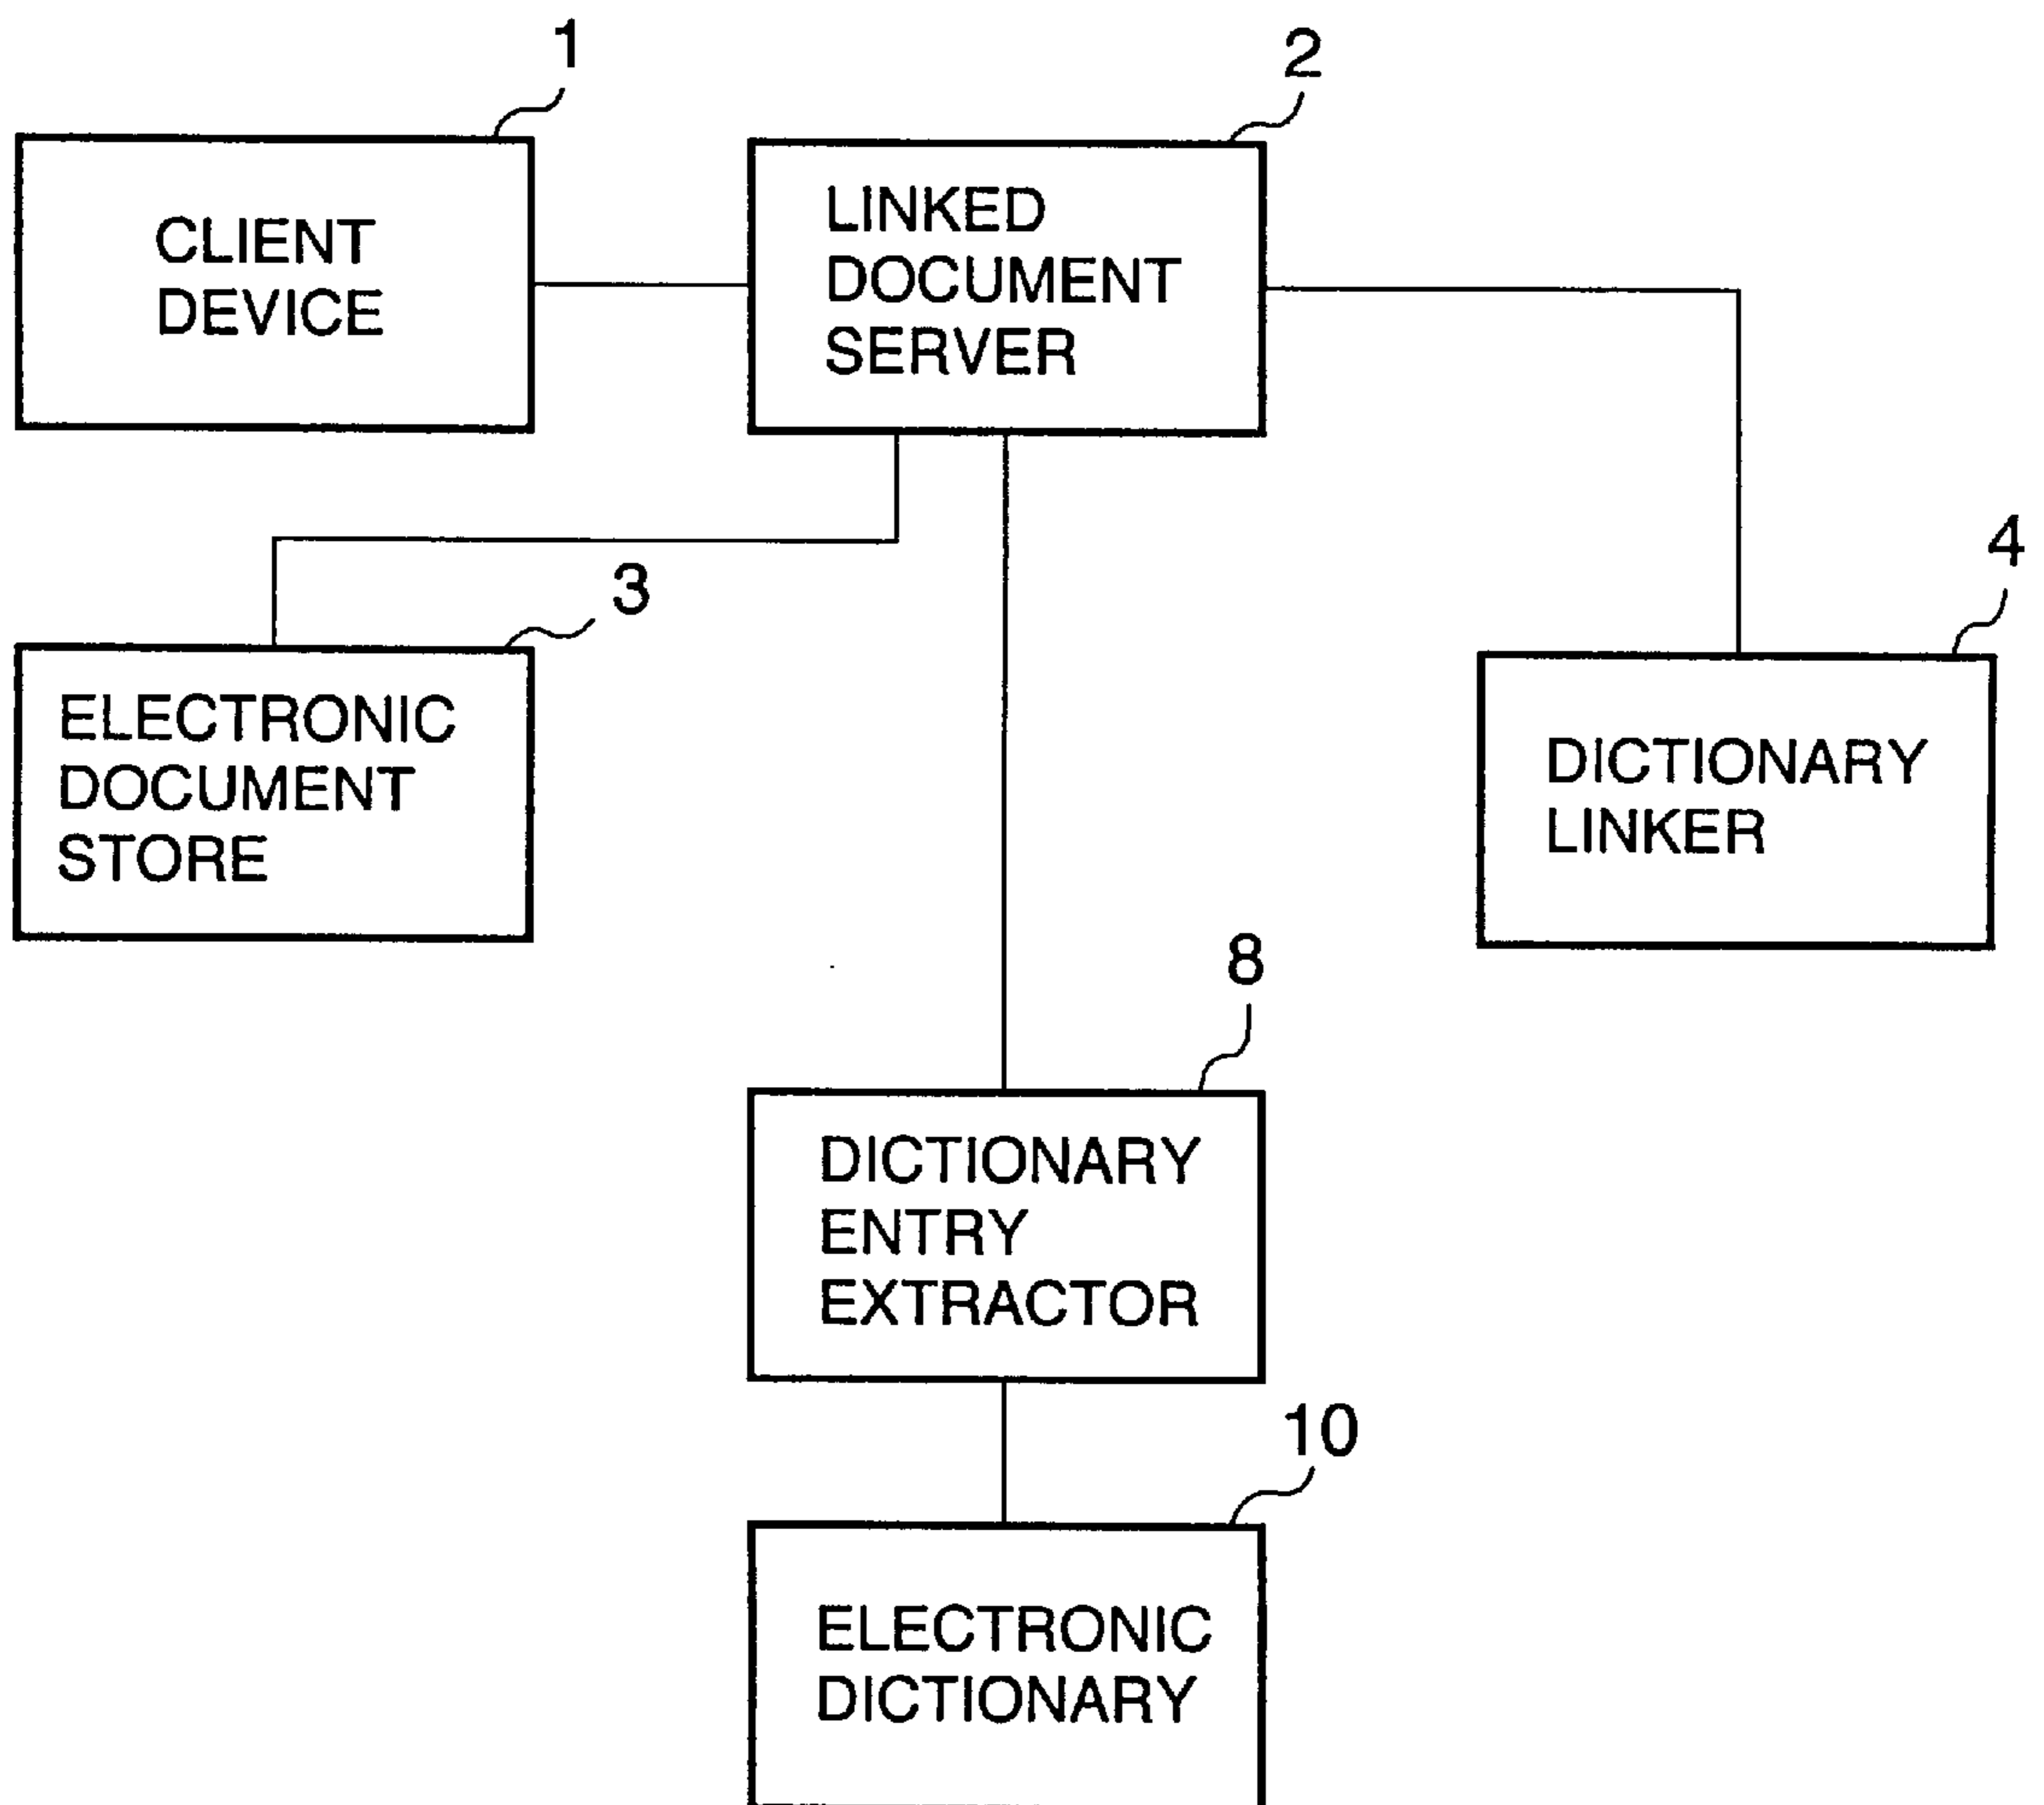 1
2
CLIENT
DEVICE
LINKED
DOCUMENT
SERVER
3
4
ELECTRONIC
DOCUMENT
STORE
DICTIONARY
LINKER
8
DICTIONARY
ENTRY
EXTRACTOR
10
ELECTRONIC
DICTIONARY